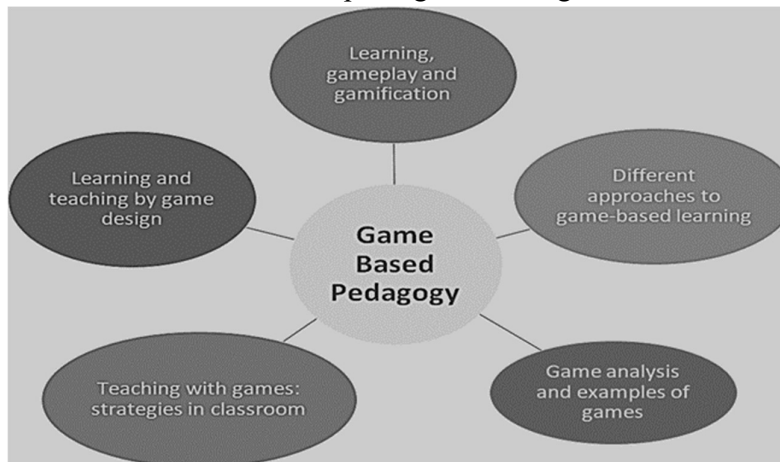 Learning,
gameplay and
gamification
Learning and
teaching by game
design
Different
approaches to
game-based learning
Game
Based
Pedagogy
Teaching with games:
strategies in classroom
Game analysis
and examples of
games